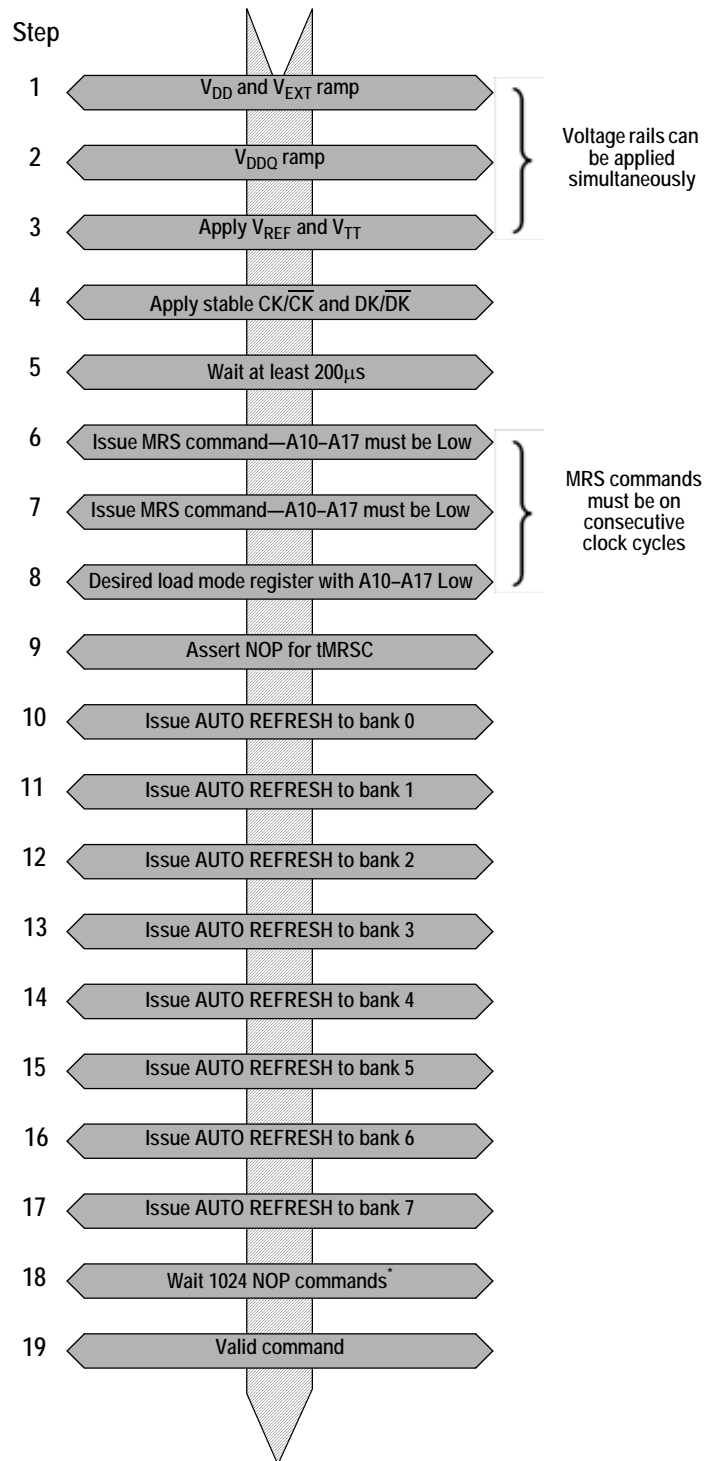 Step
1 V_DD and V_EXT ramp
2 V_DDQ ramp
3 Apply V_REF and V_TT
Voltage rails can
be applied
simultaneously
4 Apply stable CK/C̅K̅ and DK/D̅K̅
5 Wait at least 200µs
6 Issue MRS command—A10–A17 must be Low
7 Issue MRS command—A10–A17 must be Low
8 Desired load mode register with A10–A17 Low
MRS commands
must be on
consecutive
clock cycles
9 Assert NOP for tMRSC
10 Issue AUTO REFRESH to bank 0
11 Issue AUTO REFRESH to bank 1
12 Issue AUTO REFRESH to bank 2
13 Issue AUTO REFRESH to bank 3
14 Issue AUTO REFRESH to bank 4
15 Issue AUTO REFRESH to bank 5
16 Issue AUTO REFRESH to bank 6
17 Issue AUTO REFRESH to bank 7
18 Wait 1024 NOP commands*
19 Valid command